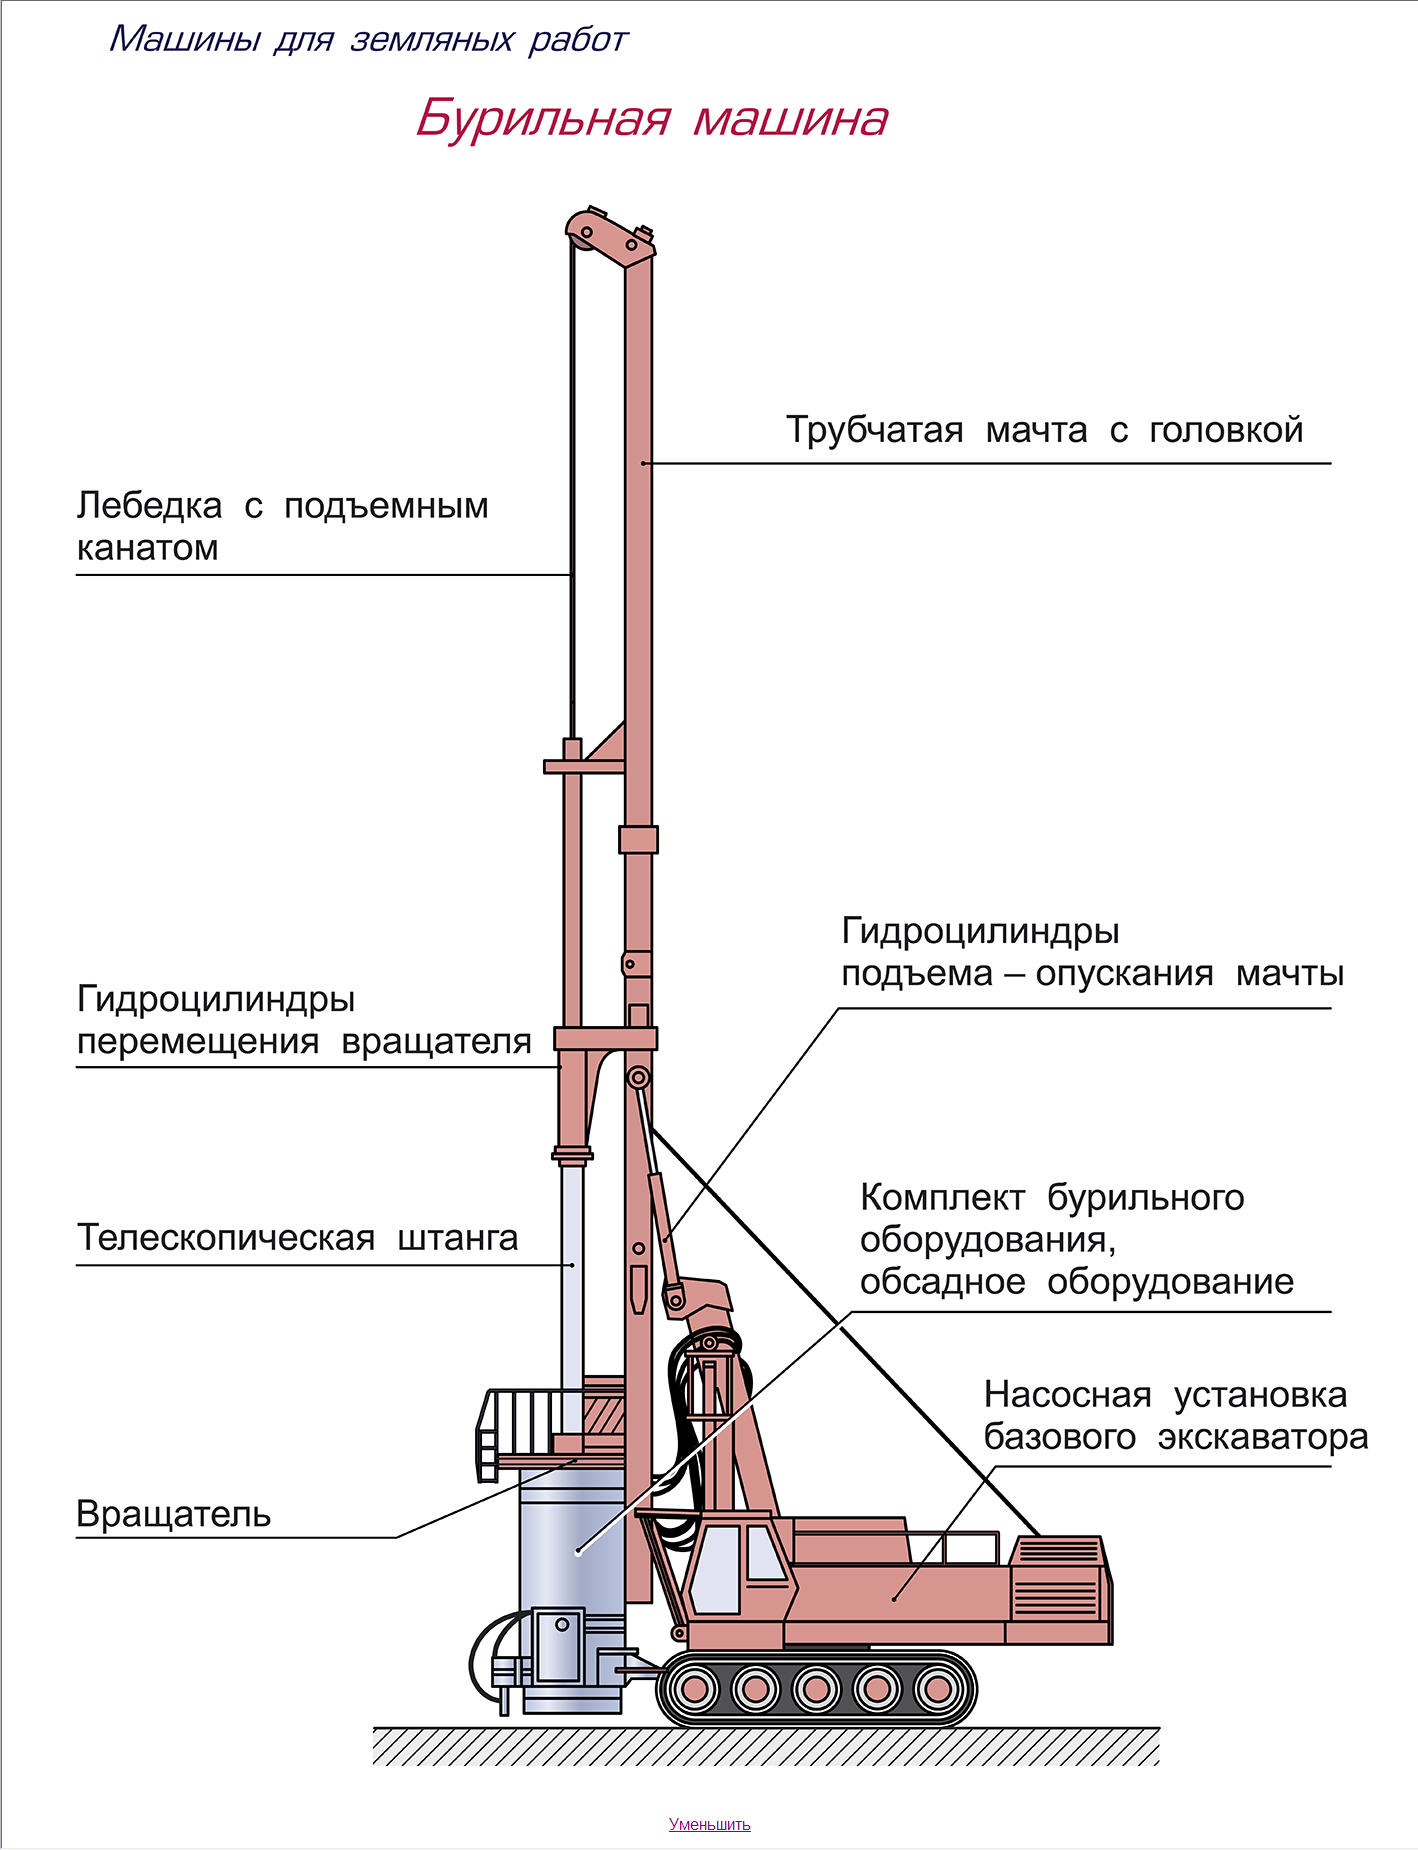 Машины для земляных работ
Бурильная машина
Трубчатая мачта с головкой
Лебедка с подъемным
канатом
Гидроцилиндры
подъема – опускания мачты
Гидроцилиндры
перемещения вращателя
Комплект бурильного
оборудования,
обсадное оборудование
Телескопическая штанга
Насосная установка
базового экскаватора
Вращатель
Уменьшить